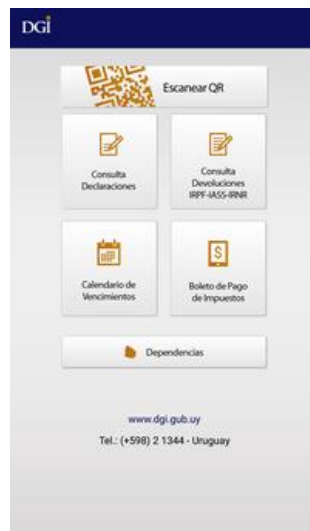 DGI
Escanear QR
Consulta
Declaraciones
Consulta
Devoluciones
IRPF-IASS-IRNR
Calendario de
Vencimientos
Boleto de Pago
de Impuestos
Dependencias
www.dgi.gub.uy
Tel.: (+598) 2 1344 - Uruguay